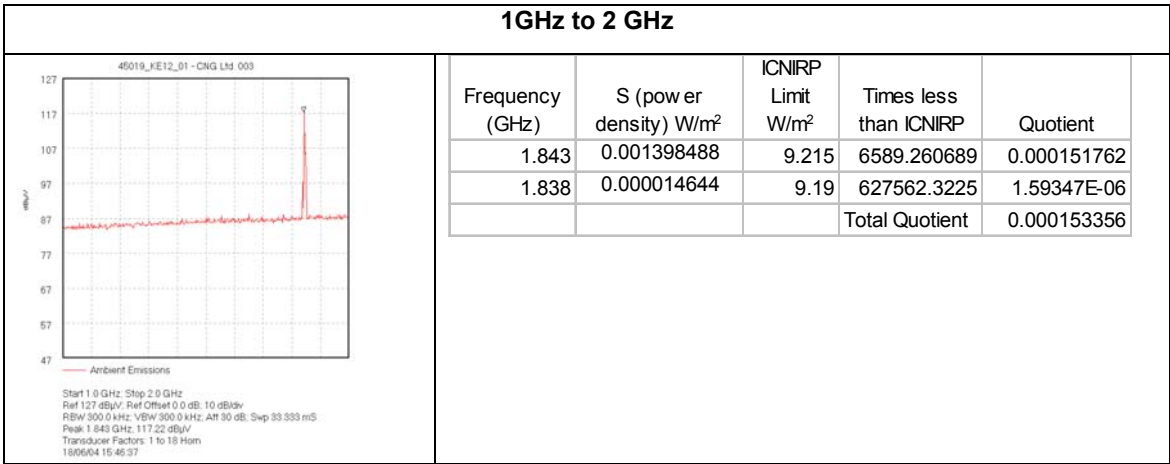 1GHz to 2 GHz
45019_KE12_01 - CNG Ltd. 003
127
117
107
97
87
77
67
57
47
dBµV
Ambient Emissions
Start 1.0 GHz; Stop 2.0 GHz
Ref 127 dBµV; Ref Offset 0.0 dB; 10 dB/div
RBW 300.0 kHz; VBW 300.0 kHz; Att 30 dB; Swp 33.333 mS
Peak 1.843 GHz, 117.22 dBµV
Transducer Factors: 1 to 18 Horn
18/06/04 15:46:37
Frequency (GHz) S (pow er density) W/m² ICNIRP Limit W/m² Times less than ICNIRP Quotient
1.843 0.001398488 9.215 6589.260689 0.000151762
1.838 0.000014644 9.19 627562.3225 1.59347E-06
Total Quotient 0.000153356